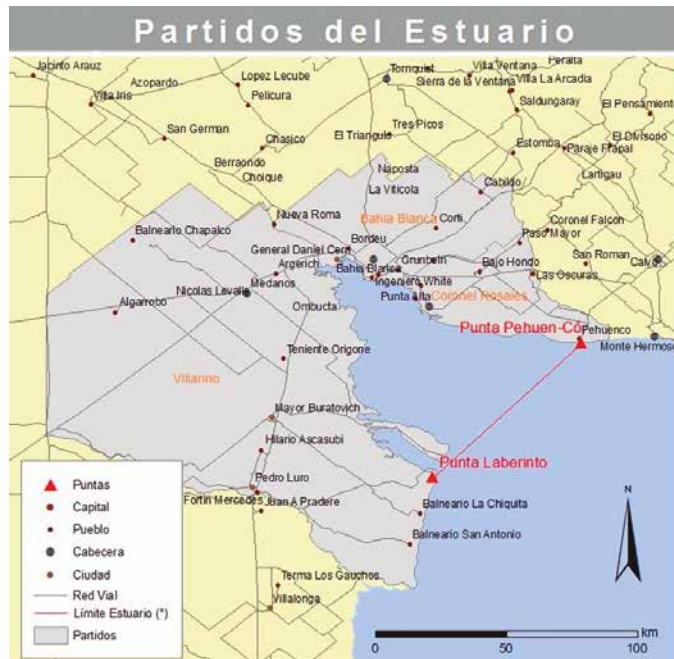 Partidos del Estuario
Jacinto Arauz
Azopardo
Lopez Lecube
Tornquist
Villa Ventana
Peralta
Sierra de la Ventana
Villa La Arcadia
Villa Iris
Pelicura
Saldungaray
El Pensamiento
San German
Chasico
El Triangulo
Tres Picos
Estomba
El Divisorio
Paraje Frapal
Berraondo
Choique
Naposta
Lartigau
La Viticola
Cabildo
Nueva Roma
Bahia Blanca
Corti
Coronel Falcon
Balneario Chapalco
Bordeu
Paso Mayor
General Daniel Cerri
Argerich
Bahia Blanca
Grunbein
Bajo Hondo
San Roman
Calvo
Las Oscuras
Nicolas Levalle
Medanos
Ingeniero White
Algarrobo
Ombucta
Punta Alta
Coronel Rosales
Punta Pehuen-Có
Pehuenco
Monte Hermoso
Teniente Origone
Villarino
Mayor Buratovich
Hilario Ascasubi
Punta Laberinto
Pedro Luro
Fortin Mercedes
Juan A Pradere
Balneario La Chiquita
Balneario San Antonio
Terma Los Gauchos
Villalonga
Puntas
Capital
Pueblo
Cabecera
Ciudad
Red Vial
Límite Estuario (*)
Partidos
N
km
0 50 100